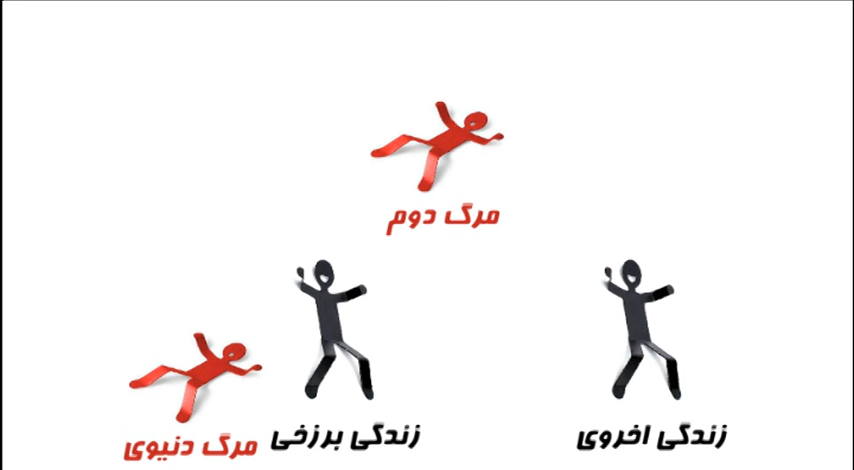 مرگ دوم
زندگی اخروی
زندگی برزخی
مرگ دنیوی